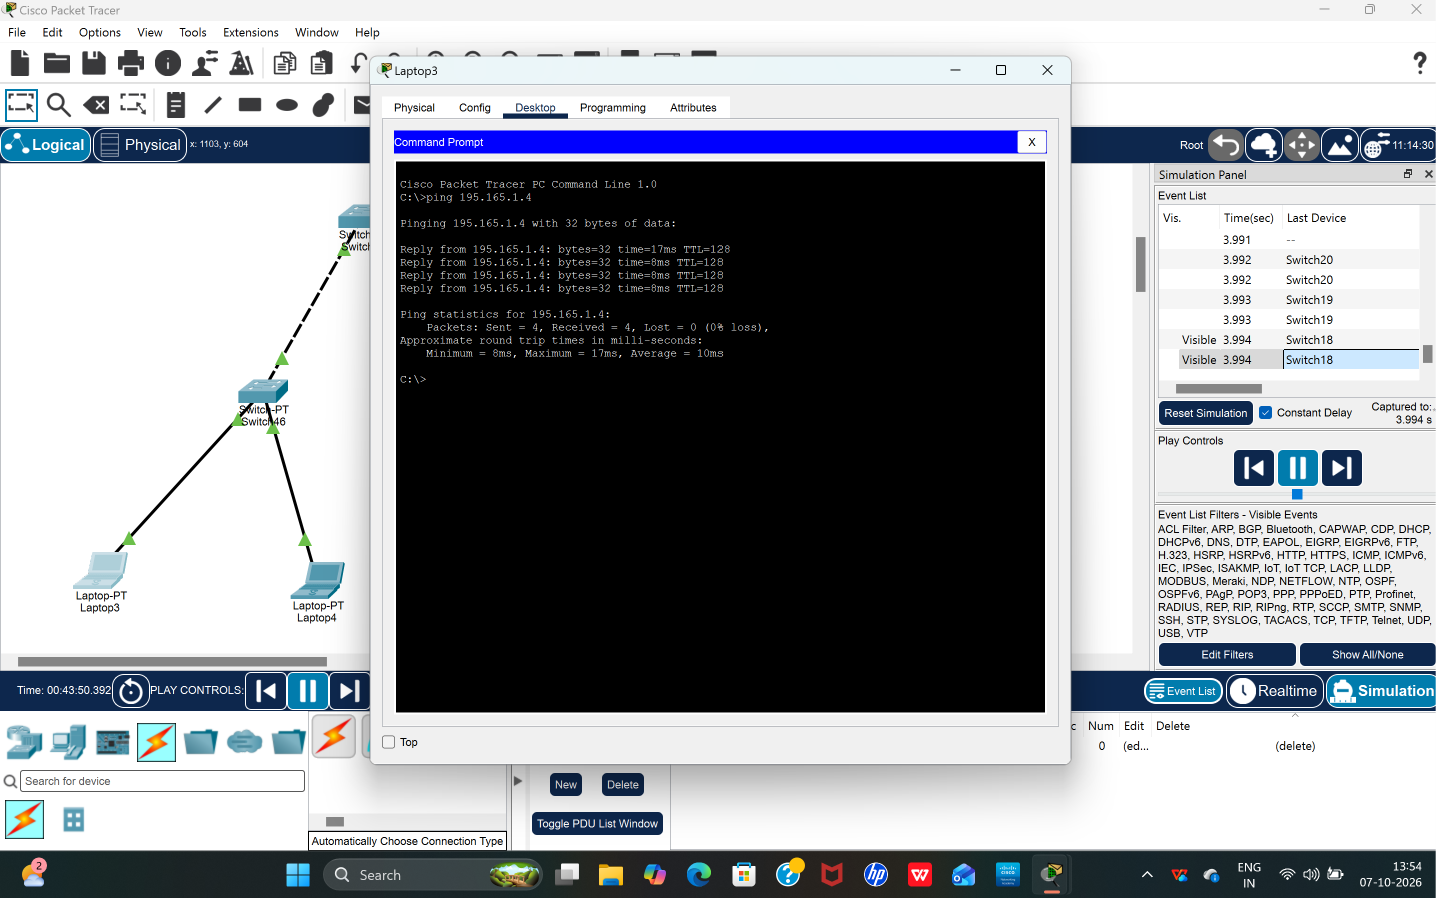 Cisco Packet Tracer
File Edit Options View Tools Extensions Window Help
Laptop3
Physical Config Desktop Programming Attributes
Command Prompt
X
Cisco Packet Tracer PC Command Line 1.0
C:\>ping 195.165.1.4
Pinging 195.165.1.4 with 32 bytes of data:
Reply from 195.165.1.4: bytes=32 time=17ms TTL=128
Reply from 195.165.1.4: bytes=32 time=8ms TTL=128
Reply from 195.165.1.4: bytes=32 time=8ms TTL=128
Reply from 195.165.1.4: bytes=32 time=8ms TTL=128
Ping statistics for 195.165.1.4:
Packets: Sent = 4, Received = 4, Lost = 0 (0% loss),
Approximate round trip times in milli-seconds:
Minimum = 8ms, Maximum = 17ms, Average = 10ms
C:\>
Top
Logical Physical x: 1103, y: 604
Root 11:14:30
Switch
Switch
Switch-PT
Switch46
Laptop-PT
Laptop3
Laptop-PT
Laptop4
Simulation Panel
Event List
Vis. Time(sec) Last Device
3.991 --
3.992 Switch20
3.992 Switch20
3.993 Switch19
3.993 Switch19
Visible 3.994 Switch18
Visible 3.994 Switch18
Reset Simulation Constant Delay Captured to:
3.994 s
Play Controls
Event List Filters - Visible Events
ACL Filter, ARP, BGP, Bluetooth, CAPWAP, CDP, DHCP,
DHCPv6, DNS, DTP, EAPOL, EIGRP, EIGRPv6, FTP,
H.323, HSRP, HSRPv6, HTTP, HTTPS, ICMP, ICMPv6,
IEC, IPSec, ISAKMP, IoT, IoT TCP, LACP, LLDP,
MODBUS, Meraki, NDP, NETFLOW, NTP, OSPF,
OSPFv6, PAgP, POP3, PPP, PPPoED, PTP, Profinet,
RADIUS, REP, RIP, RIPng, RTP, SCCP, SMTP, SNMP,
SSH, STP, SYSLOG, TACACS, TCP, TFTP, Telnet, UDP,
USB, VTP
Edit Filters Show All/None
Time: 00:43:50.392 PLAY CONTROLS:
Event List Realtime Simulation
Search for device
Automatically Choose Connection Type
New Delete
Toggle PDU List Window
c Num Edit Delete
0 (ed... (delete)
2
Search
ENG
IN
13:54
07-10-2026